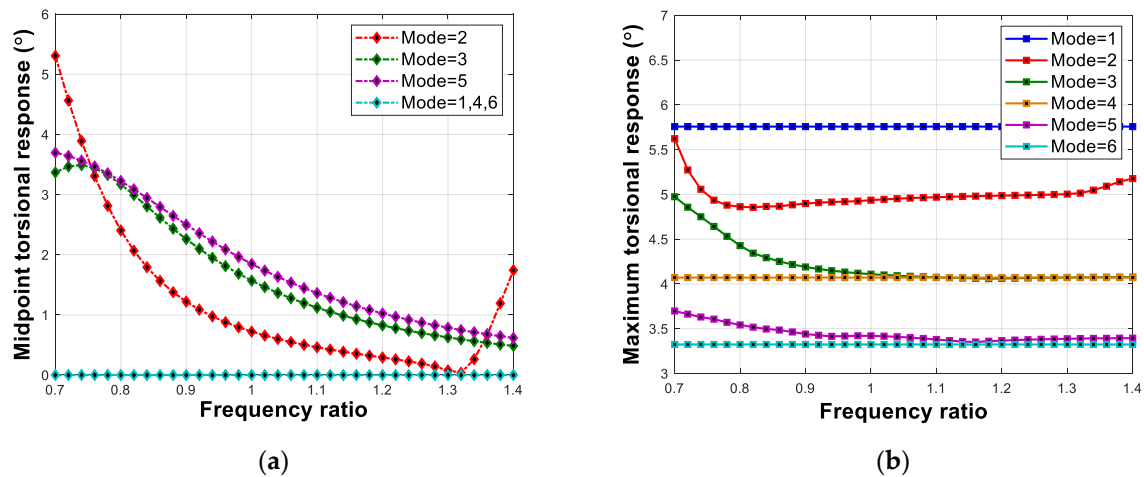 Midpoint torsional response (°)
6
5
4
3
2
1
0
0.7 0.8 0.9 1 1.1 1.2 1.3 1.4
Frequency ratio
Mode=2
Mode=3
Mode=5
Mode=1,4,6
(a)
Maximum torsional response (°)
7
6.5
6
5.5
5
4.5
4
3.5
3
0.7 0.8 0.9 1 1.1 1.2 1.3 1.4
Frequency ratio
Mode=1
Mode=2
Mode=3
Mode=4
Mode=5
Mode=6
(b)